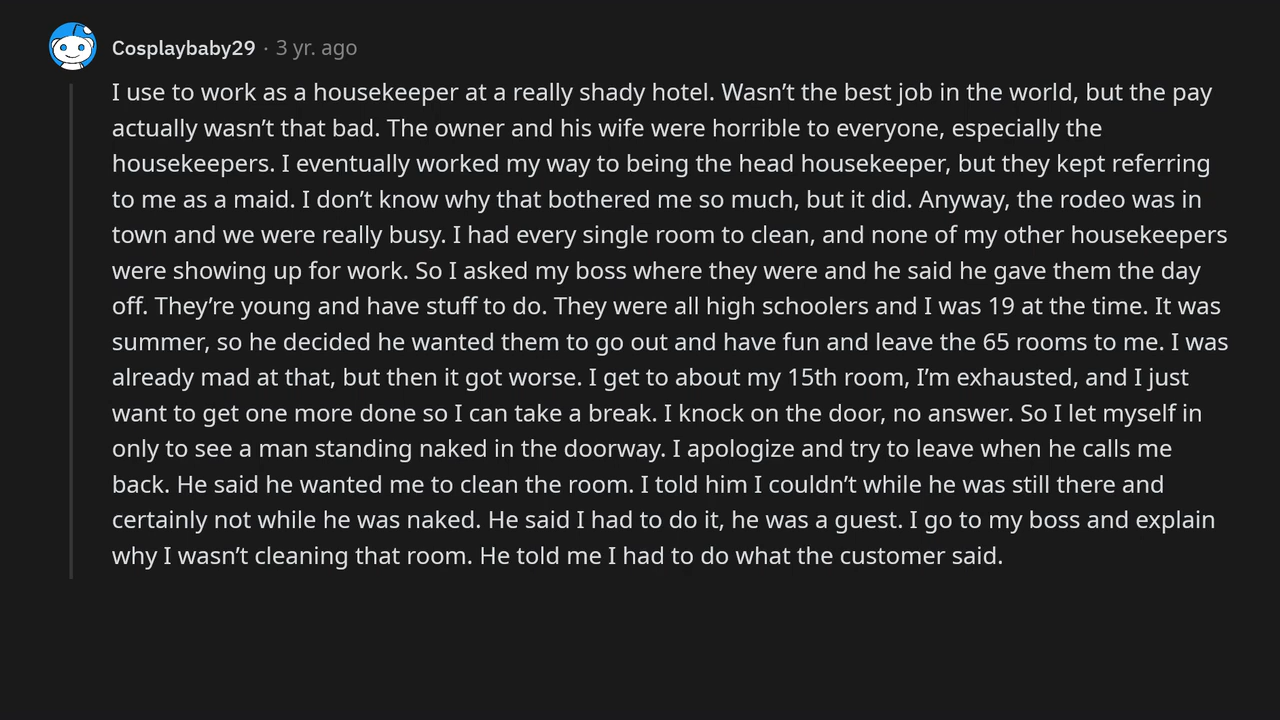 Cosplaybaby29 · 3 yr. ago
I use to work as a housekeeper at a really shady hotel. Wasn’t the best job in the world, but the pay
actually wasn’t that bad. The owner and his wife were horrible to everyone, especially the
housekeepers. I eventually worked my way to being the head housekeeper, but they kept referring
to me as a maid. I don’t know why that bothered me so much, but it did. Anyway, the rodeo was in
town and we were really busy. I had every single room to clean, and none of my other housekeepers
were showing up for work. So I asked my boss where they were and he said he gave them the day
off. They’re young and have stuff to do. They were all high schoolers and I was 19 at the time. It was
summer, so he decided he wanted them to go out and have fun and leave the 65 rooms to me. I was
already mad at that, but then it got worse. I get to about my 15th room, I’m exhausted, and I just
want to get one more done so I can take a break. I knock on the door, no answer. So I let myself in
only to see a man standing naked in the doorway. I apologize and try to leave when he calls me
back. He said he wanted me to clean the room. I told him I couldn’t while he was still there and
certainly not while he was naked. He said I had to do it, he was a guest. I go to my boss and explain
why I wasn’t cleaning that room. He told me I had to do what the customer said.